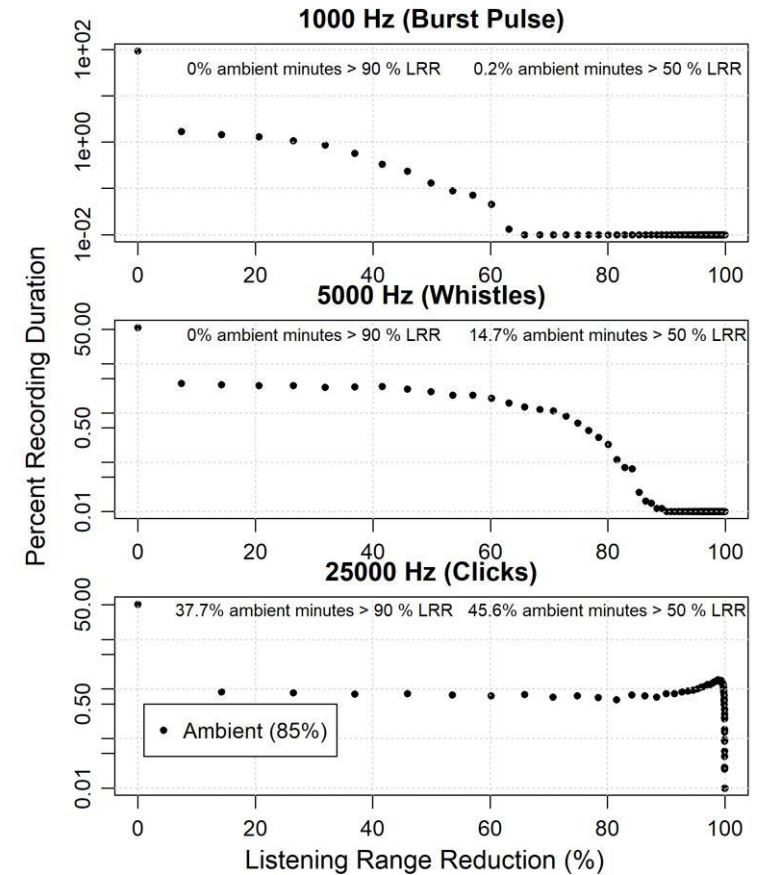 1000 Hz (Burst Pulse)
0% ambient minutes > 90 % LRR 0.2% ambient minutes > 50 % LRR
1e+02
1e+00
1e-02
0 20 40 60 80 100
5000 Hz (Whistles)
0% ambient minutes > 90 % LRR 14.7% ambient minutes > 50 % LRR
50.00
0.50
0.01
0 20 40 60 80 100
Percent Recording Duration
25000 Hz (Clicks)
37.7% ambient minutes > 90 % LRR 45.6% ambient minutes > 50 % LRR
50.00
0.50
0.01
Ambient (85%)
0 20 40 60 80 100
Listening Range Reduction (%)